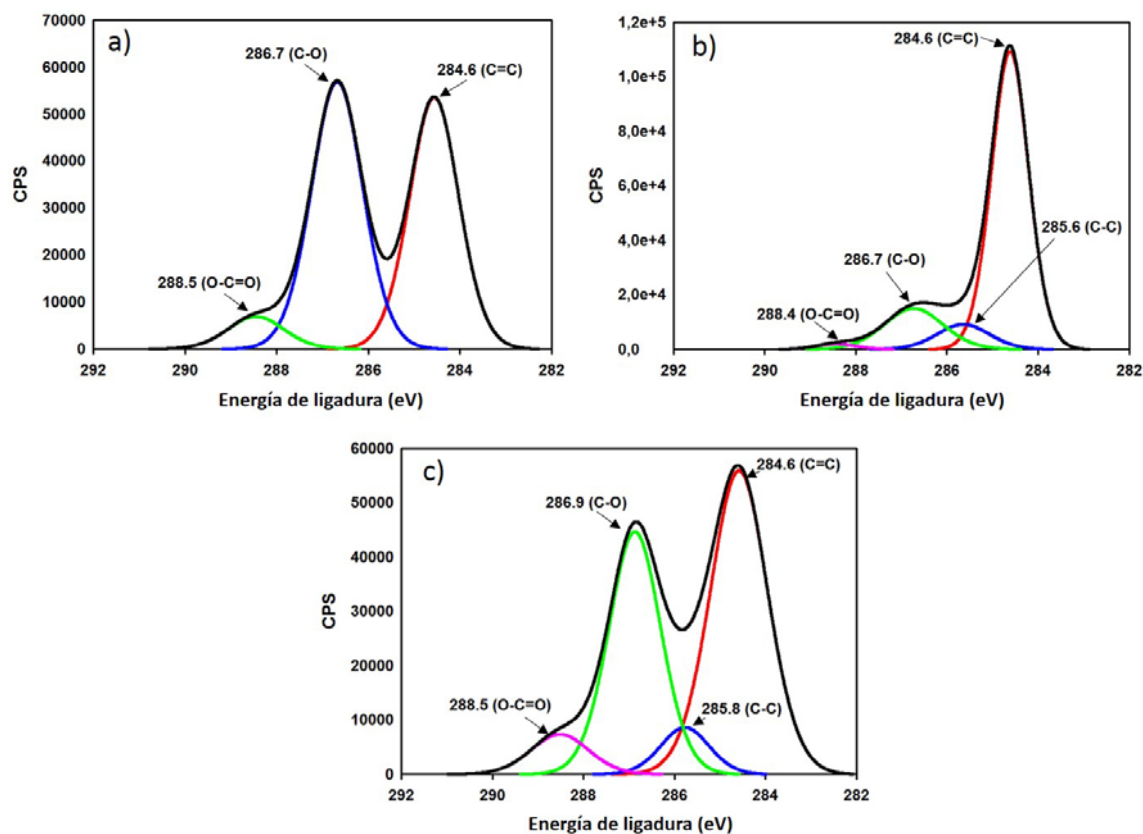 a)
70000
60000
50000
40000
30000
20000
10000
0
CPS
286.7 (C-O)
284.6 (C=C)
288.5 (O-C=O)
292 290 288 286 284 282
Energía de ligadura (eV)
b)
1,2e+5
1,0e+5
8,0e+4
6,0e+4
4,0e+4
2,0e+4
0,0
CPS
284.6 (C=C)
285.6 (C-C)
286.7 (C-O)
288.4 (O-C=O)
292 290 288 286 284 282
Energía de ligadura (eV)
c)
60000
50000
40000
30000
20000
10000
0
CPS
284.6 (C=C)
286.9 (C-O)
288.5 (O-C=O)
285.8 (C-C)
292 290 288 286 284 282
Energía de ligadura (eV)